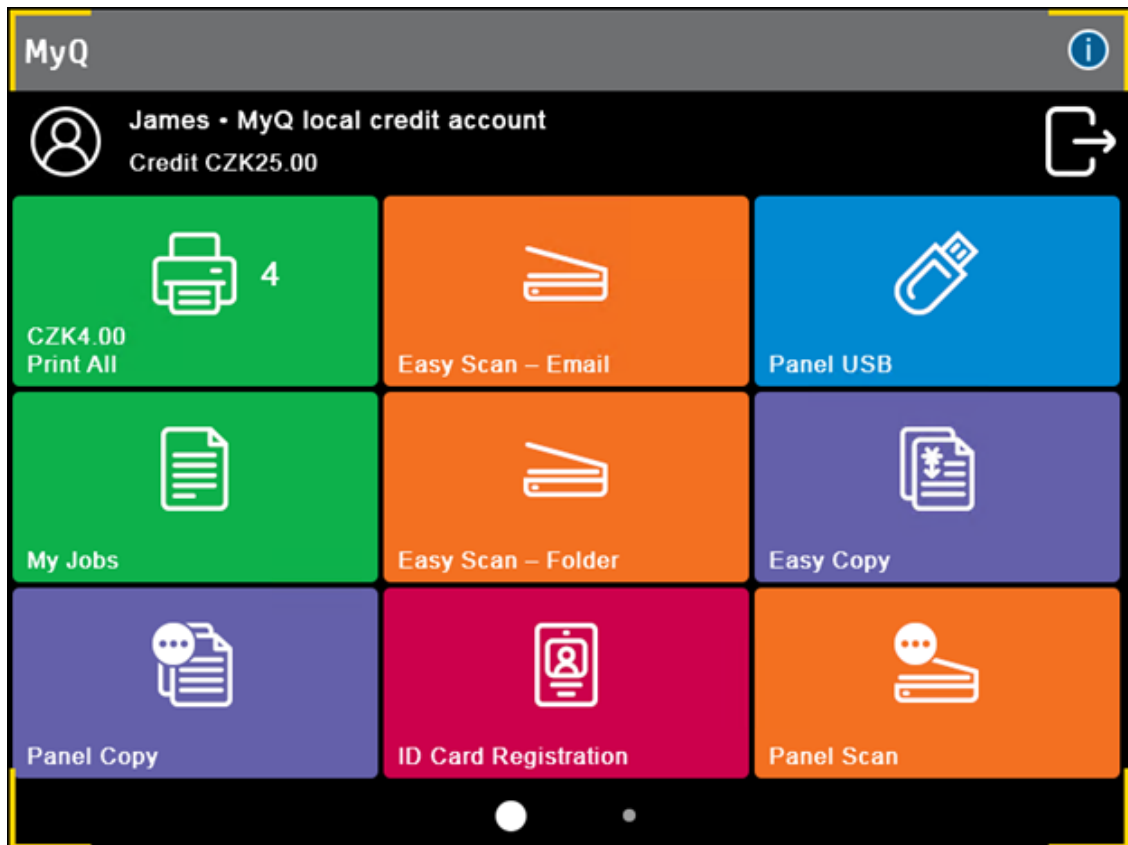 MyQ
James • MyQ local credit account
Credit CZK25.00
4
CZK4.00
Print All
Easy Scan – Email
Panel USB
My Jobs
Easy Scan – Folder
Easy Copy
Panel Copy
ID Card Registration
Panel Scan